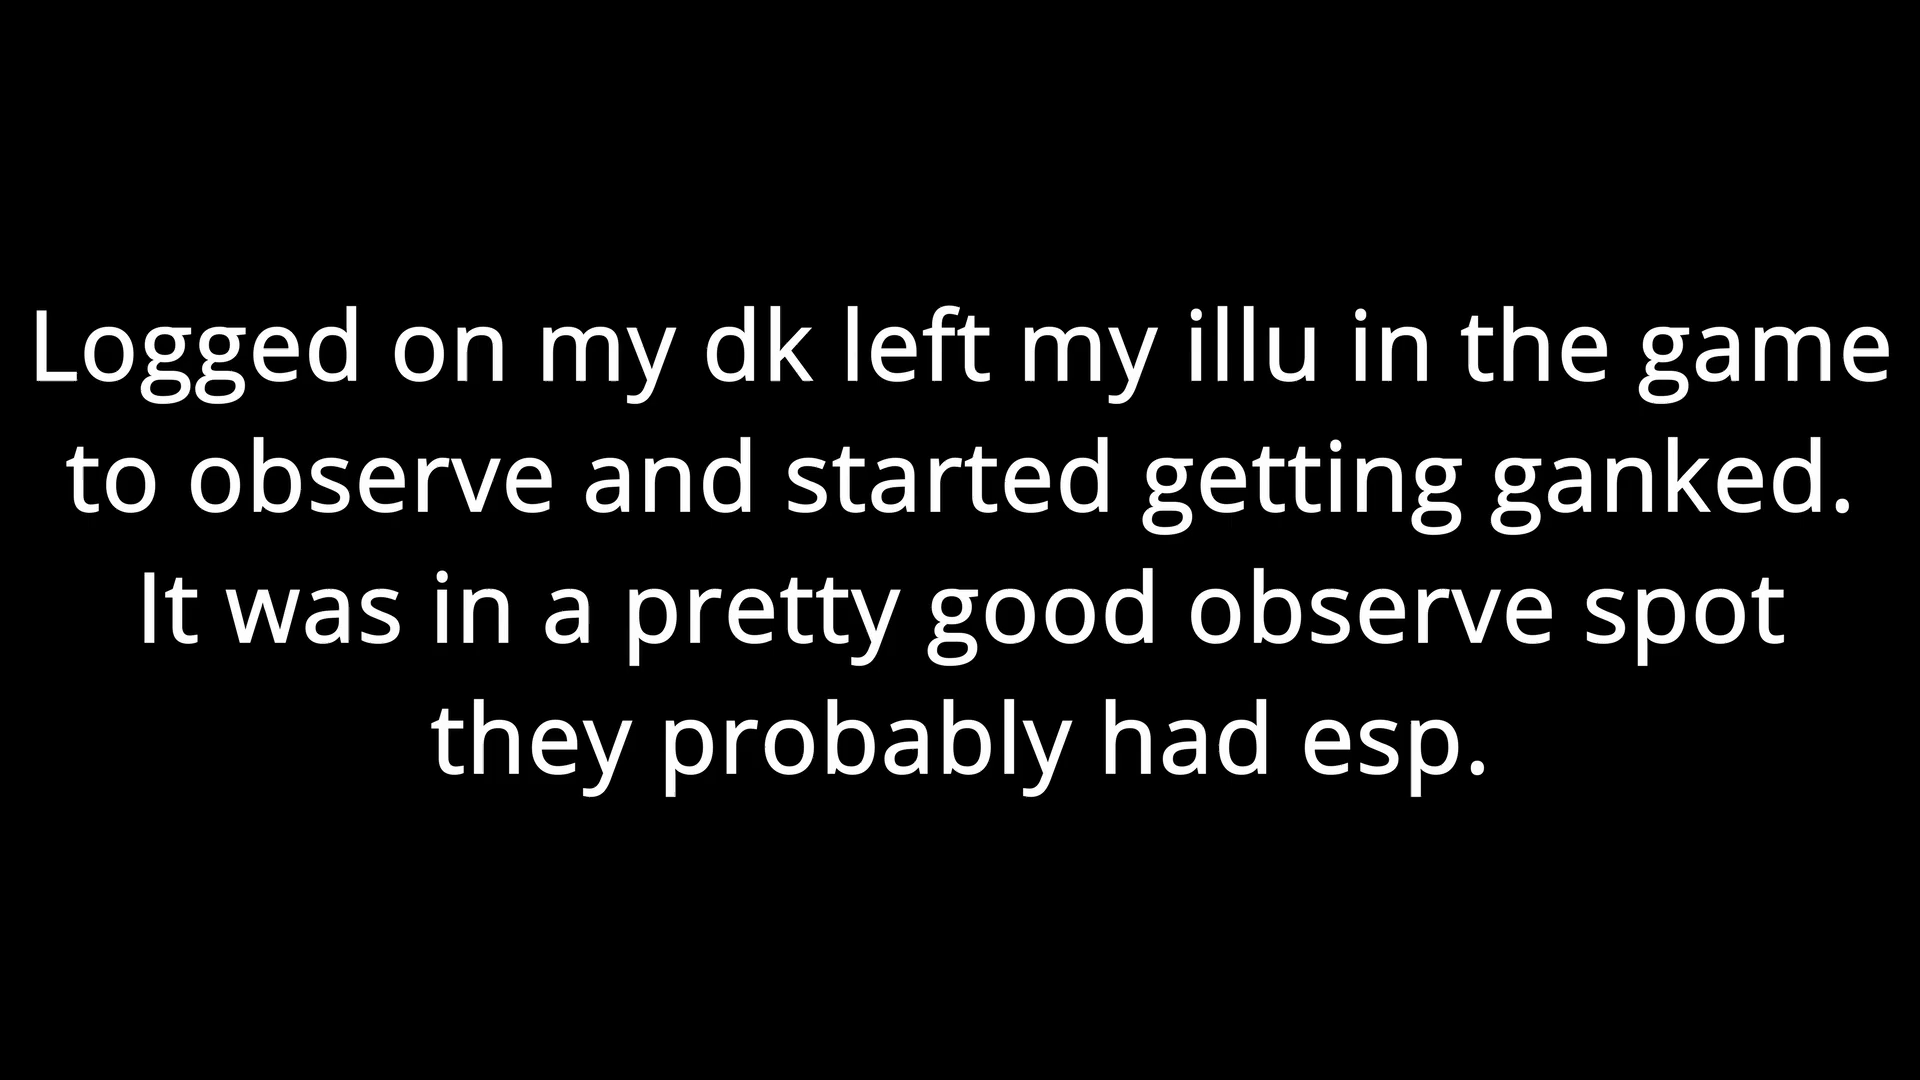 Logged on my dk left my illu in the game
to observe and started getting ganked.
It was in a pretty good observe spot
they probably had esp.